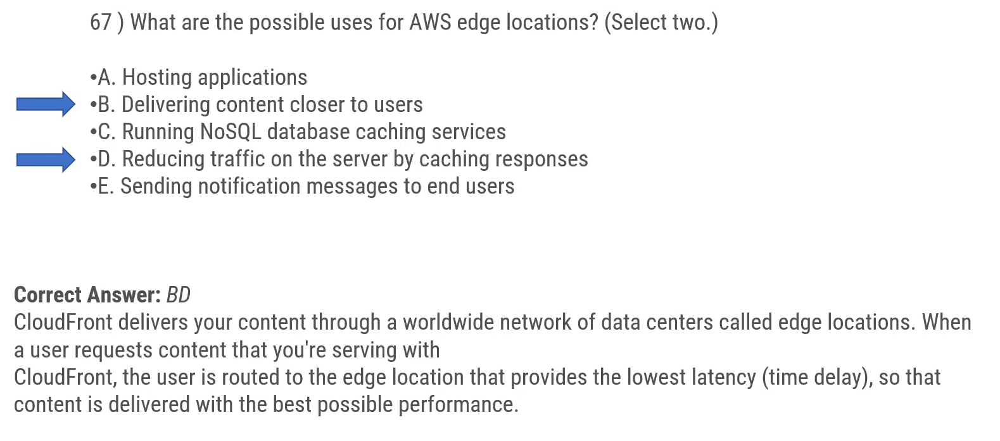 67 ) What are the possible uses for AWS edge locations? (Select two.)
•A. Hosting applications
•B. Delivering content closer to users
•C. Running NoSQL database caching services
•D. Reducing traffic on the server by caching responses
•E. Sending notification messages to end users
Correct Answer: BD
CloudFront delivers your content through a worldwide network of data centers called edge locations. When
a user requests content that you're serving with
CloudFront, the user is routed to the edge location that provides the lowest latency (time delay), so that
content is delivered with the best possible performance.